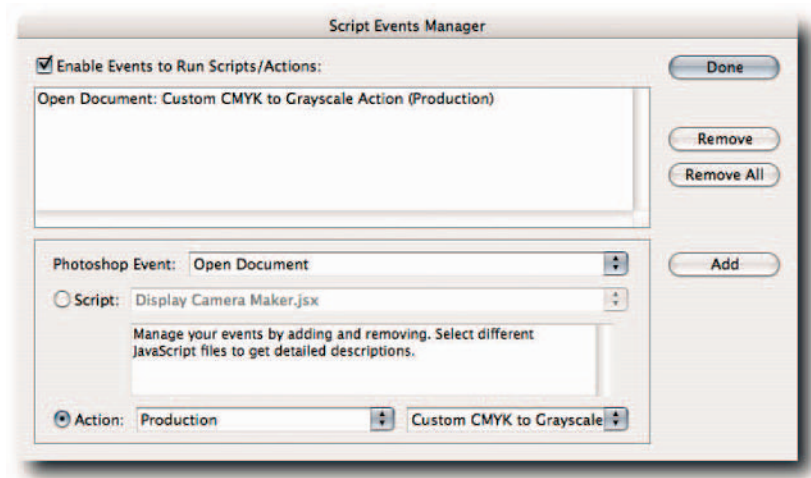 Script Events Manager
Enable Events to Run Scripts/Actions:
Done
Open Document: Custom CMYK to Grayscale Action (Production)
Remove
Remove All
Photoshop Event: Open Document
Add
Script: Display Camera Maker.jsx
Manage your events by adding and removing. Select different
JavaScript files to get detailed descriptions.
Action: Production Custom CMYK to Grayscale